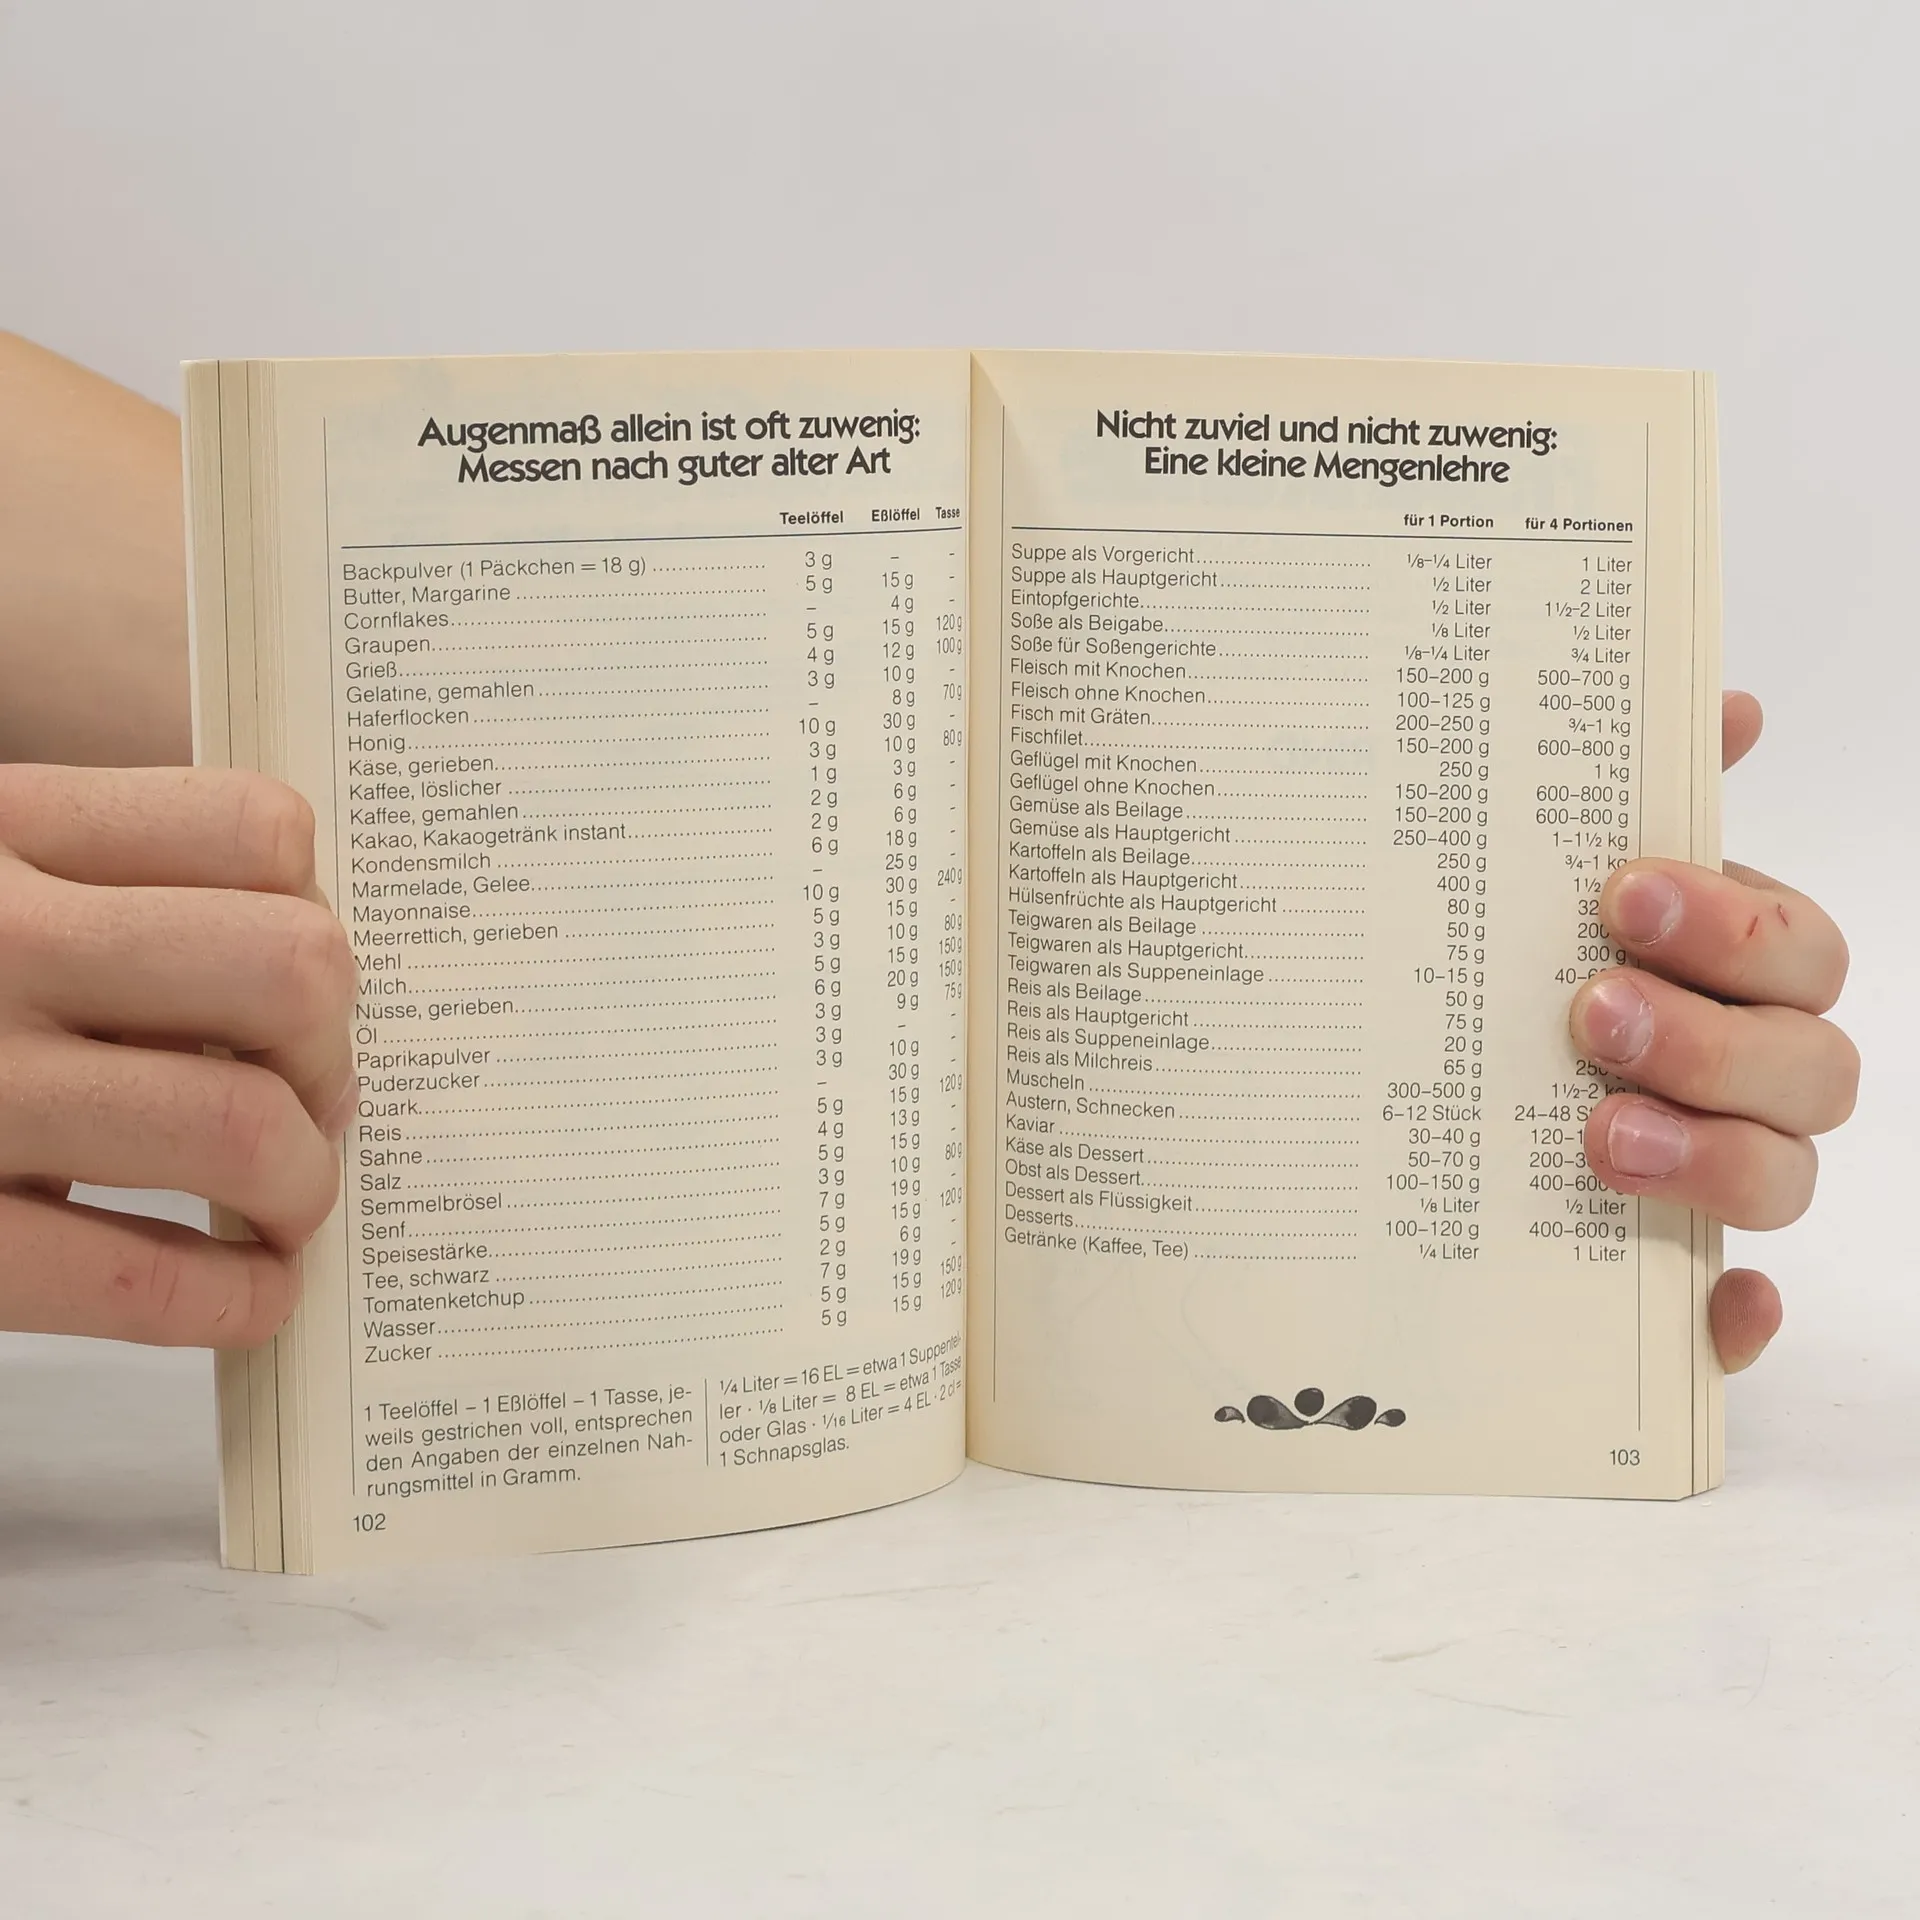 Augenmaß allein ist oft zuwenig:
Messen nach guter alter Art
Teelöffel Eßlöffel Tasse
Backpulver (1 Päckchen = 18 g) 3 g – -
Butter, Margarine 5 g 15 g -
Cornflakes – 4 g -
Graupen 5 g 15 g 120 g
Grieß 4 g 12 g 100 g
Gelatine, gemahlen 3 g 10 g -
Haferflocken – 8 g 70 g
Honig 10 g 30 g -
Käse, gerieben 3 g 10 g 80 g
Kaffee, löslicher 1 g 3 g -
Kaffee, gemahlen 2 g 6 g -
Kakao, Kakaogetränk instant 2 g 6 g -
Kondensmilch 6 g 18 g -
Marmelade, Gelee – 25 g -
Mayonnaise 10 g 30 g 240 g
Meerrettich, gerieben 5 g 15 g -
Mehl 3 g 10 g 80 g
Milch 5 g 15 g 150 g
Nüsse, gerieben 6 g 20 g 150 g
Öl 3 g 9 g 75 g
Paprikapulver 3 g – -
Puderzucker 3 g 10 g -
Quark – 30 g -
Reis 5 g 15 g 120 g
Sahne 4 g 13 g -
Salz 5 g 15 g -
Semmelbrösel 3 g 10 g 80 g
Senf 7 g 19 g -
Speisestärke 5 g 15 g 120 g
Tee, schwarz 2 g 6 g -
Tomatenketchup 7 g 19 g -
Wasser 5 g 15 g 150 g
Zucker 5 g 15 g 120 g
1 Teelöffel – 1 Eßlöffel – 1 Tasse, je-
weils gestrichen voll, entsprechen
den Angaben der einzelnen Nah-
rungsmittel in Gramm.
¼ Liter = 16 EL = etwa 1 Suppentel-
ler · ⅛ Liter = 8 EL = etwa 1 Tasse
oder Glas · 1/16 Liter = 4 EL · 2 cl =
1 Schnapsglas.
102
Nicht zuviel und nicht zuwenig:
Eine kleine Mengenlehre
für 1 Portion für 4 Portionen
Suppe als Vorgericht ⅛–¼ Liter 1 Liter
Suppe als Hauptgericht ½ Liter 2 Liter
Eintopfgerichte ½ Liter 1½–2 Liter
Soße als Beigabe ⅛ Liter ½ Liter
Soße für Soßengerichte ⅛–¼ Liter ¾ Liter
Fleisch mit Knochen 150–200 g 500–700 g
Fleisch ohne Knochen 100–125 g 400–500 g
Fisch mit Gräten 200–250 g ¾–1 kg
Fischfilet 150–200 g 600–800 g
Geflügel mit Knochen 250 g 1 kg
Geflügel ohne Knochen 150–200 g 600–800 g
Gemüse als Beilage 150–200 g 600–800 g
Gemüse als Hauptgericht 250–400 g 1–1½ kg
Kartoffeln als Beilage 250 g ¾–1 kg
Kartoffeln als Hauptgericht 400 g 1½
Hülsenfrüchte als Hauptgericht 80 g
Teigwaren als Beilage 50 g 200
Teigwaren als Hauptgericht 75 g 300 g
Teigwaren als Suppeneinlage 10–15 g
Reis als Beilage 50 g
Reis als Hauptgericht 75 g
Reis als Suppeneinlage 20 g
Reis als Milchreis 65 g
Muscheln 300–500 g 1½–2 kg
Austern, Schnecken 6–12 Stück 24–48
Kaviar 30–40 g
Käse als Dessert 50–70 g
Obst als Dessert 100–150 g 400–600 g
Dessert als Flüssigkeit ⅛ Liter ½ Liter
Desserts 100–120 g 400–600 g
Getränke (Kaffee, Tee) ¼ Liter 1 Liter
103